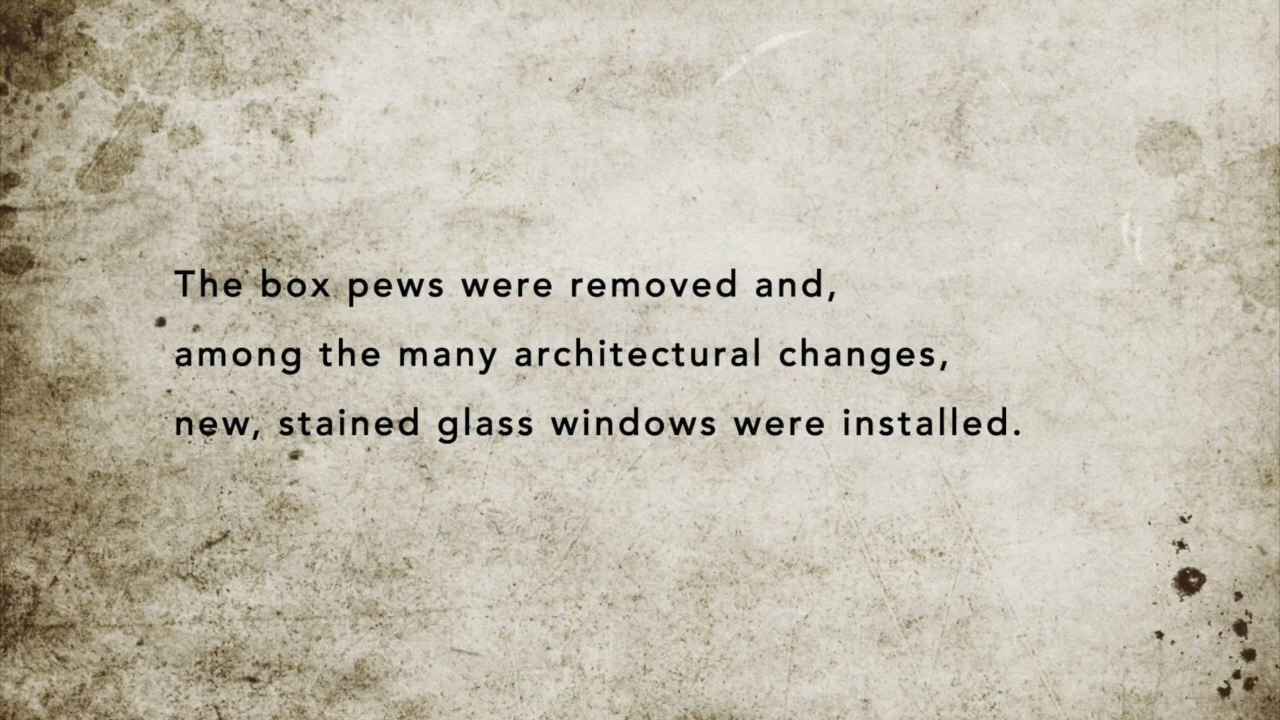 The box pews were removed and,
among the many architectural changes,
new, stained glass windows were installed.